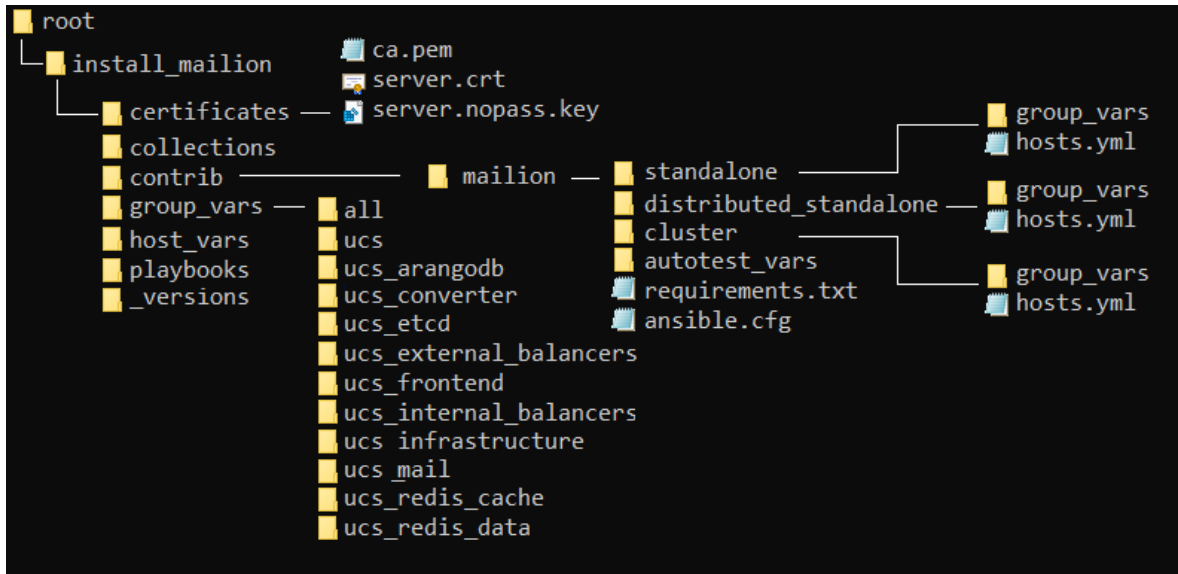 root
install_mailion
ca.pem
server.crt
certificates
server.nopass.key
collections
contrib
mailion
standalone
group_vars
hosts.yml
group_vars
all
distributed_standalone
group_vars
hosts.yml
host_vars
ucs
cluster
playbooks
ucs_arangodb
autotest_vars
group_vars
_versions
ucs_converter
requirements.txt
hosts.yml
ucs_etcd
ansible.cfg
ucs_external_balancers
ucs_frontend
ucs_internal_balancers
ucs infrastructure
ucs_mail
ucs_redis_cache
ucs_redis_data